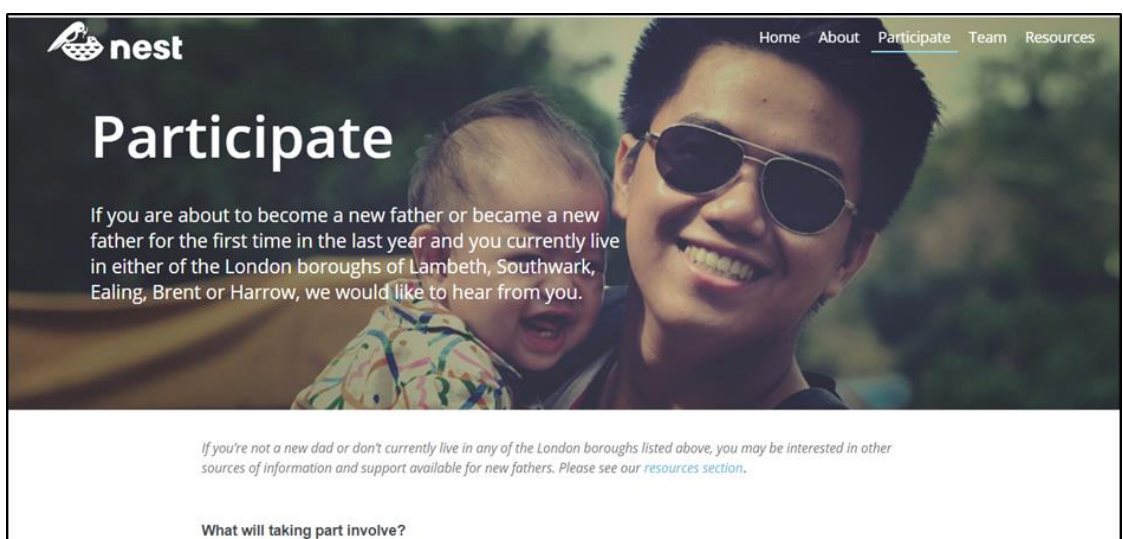 nest
Home About Participate Team Resources
Participate
If you are about to become a new father or became a new
father for the first time in the last year and you currently live
in either of the London boroughs of Lambeth, Southwark,
Ealing, Brent or Harrow, we would like to hear from you.
If you're not a new dad or don't currently live in any of the London boroughs listed above, you may be interested in other
sources of information and support available for new fathers. Please see our resources section.
What will taking part involve?